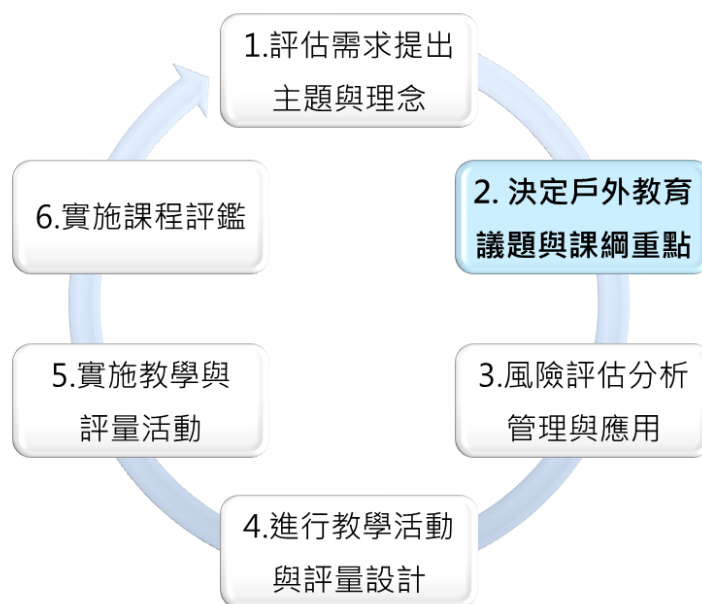 1.評估需求提出
主題與理念
2. 決定戶外教育
議題與課綱重點
3.風險評估分析
管理與應用
4.進行教學活動
與評量設計
5.實施教學與
評量活動
6.實施課程評鑑